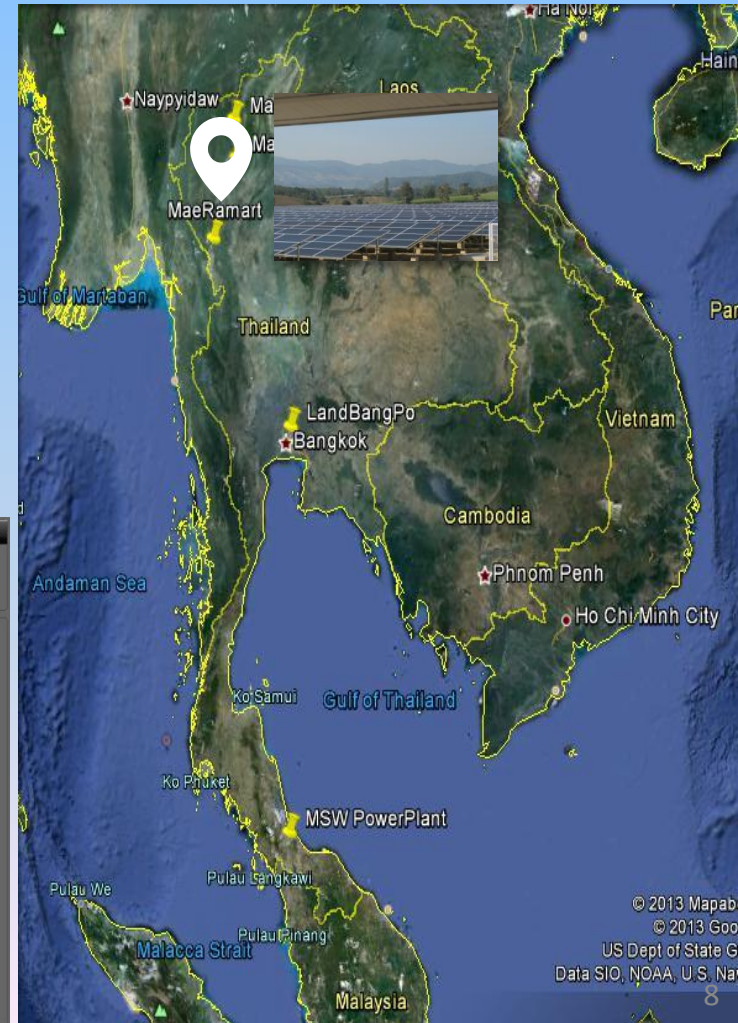 Ha Noi
Hain
Naypyidaw
Laos
Ma
Ma
MaeRamart
Gulf of Martaban
Par
Thailand
LandBangPo
Bangkok
Vietnam
Cambodia
Phnom Penh
Andaman Sea
Ho Chi Minh City
Ko Samui
Gulf of Thailand
Ko Phuket
MSW PowerPlant
Pulau Langkawi
Pulau We
Pulau Pinang
Malacca Strait
Malaysia
© 2013 Mapab
© 2013 Goo
US Dept of State G
Data SIO, NOAA, U.S. Nav
8